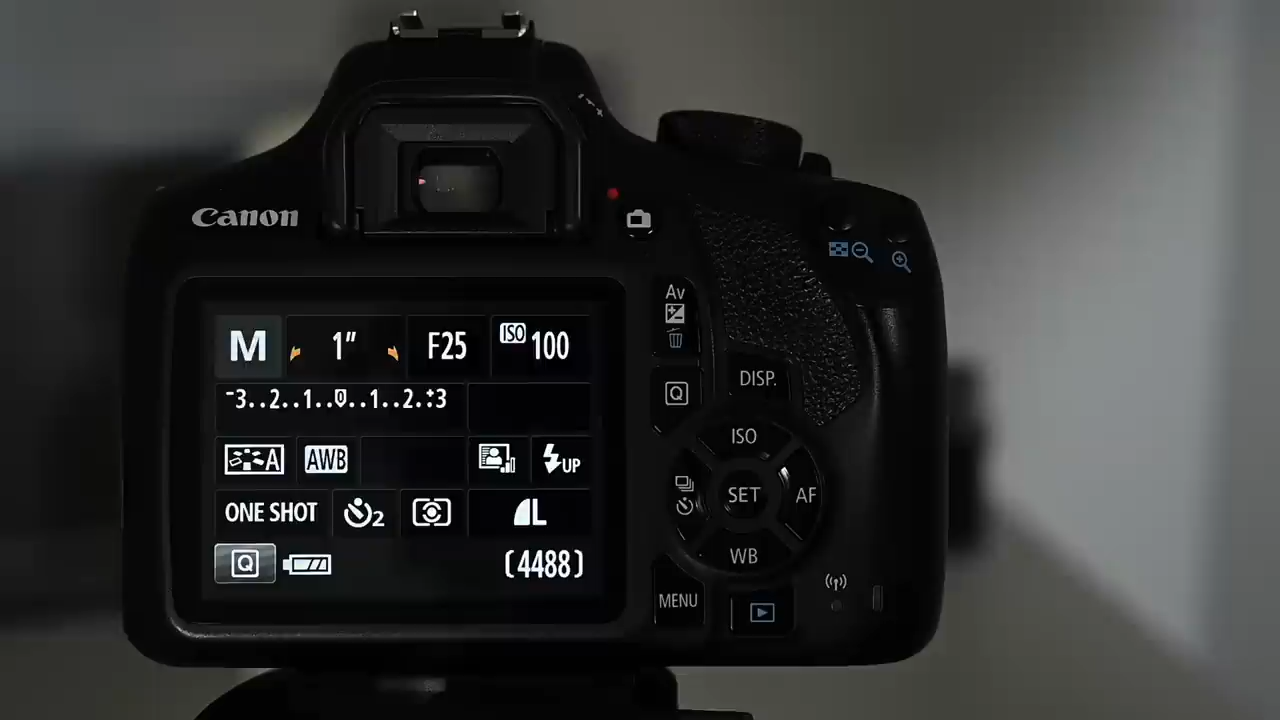 Canon
M 1" F25 ISO 100
-3..2..1..0..1..2.:+3
A AWB UP
ONE SHOT 2 L
Q [4488]
Av
Q DISP.
ISO
SET AF
WB
MENU